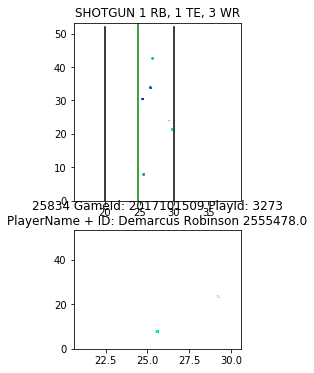 SHOTGUN 1 RB, 1 TE, 3 WR
50
40
30
20
10
0
20 25 30 35
25834 GameId: 2017101509 PlayId: 3273
PlayerName + ID: Demarcus Robinson 2555478.0
40
20
0
22.5 25.0 27.5 30.0